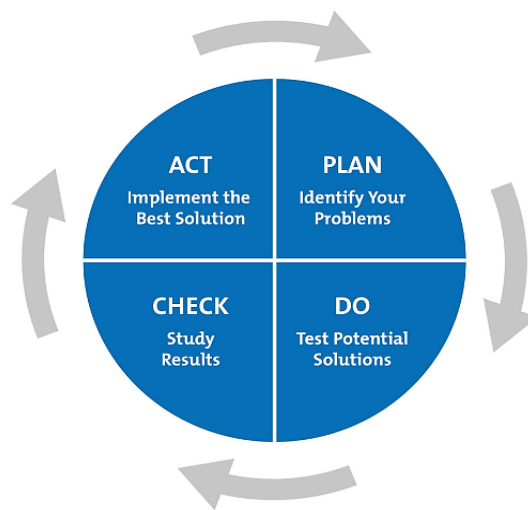 ACT
Implement the
Best Solution
PLAN
Identify Your
Problems
CHECK
Study
Results
DO
Test Potential
Solutions